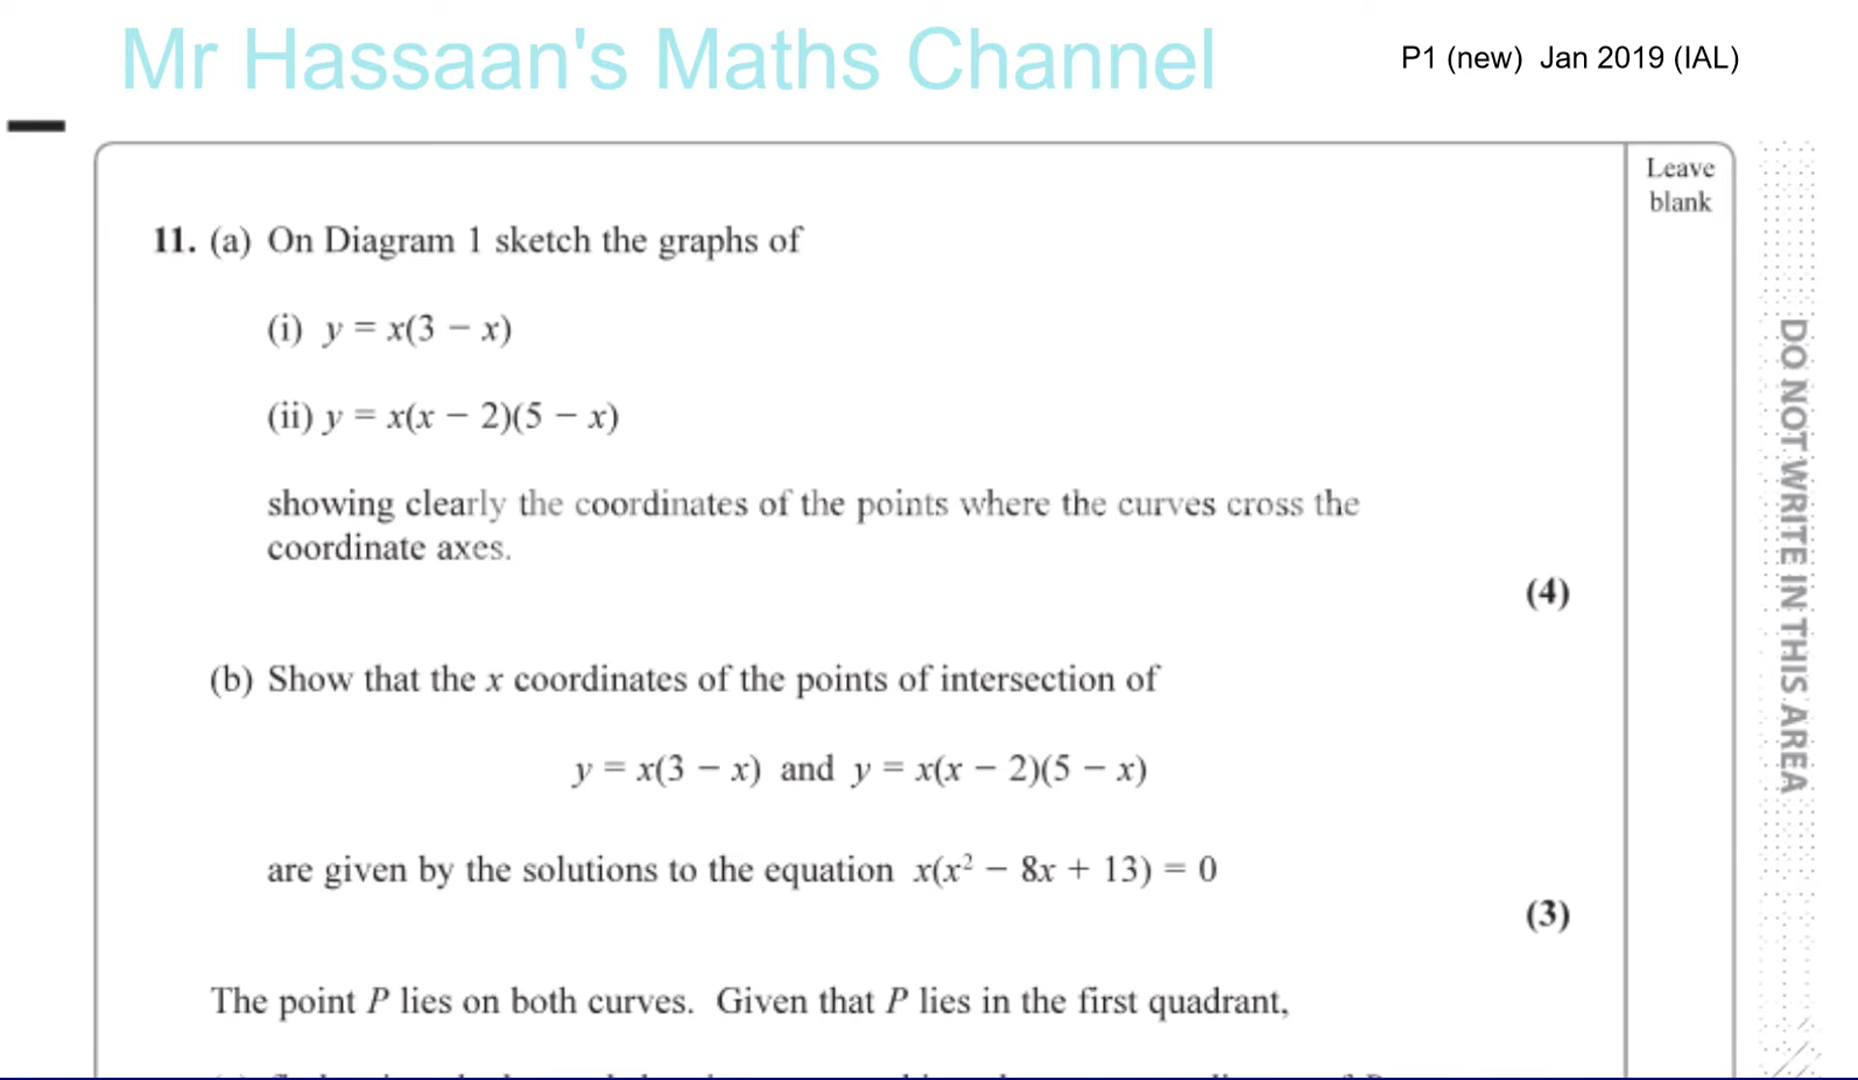 Mr Hassaan's Maths Channel
P1 (new) Jan 2019 (IAL)
Leave
blank
11. (a) On Diagram 1 sketch the graphs of
(i) y = x(3 − x)
(ii) y = x(x − 2)(5 − x)
showing clearly the coordinates of the points where the curves cross the
coordinate axes.
(4)
(b) Show that the x coordinates of the points of intersection of
y = x(3 − x) and y = x(x − 2)(5 − x)
are given by the solutions to the equation x(x² − 8x + 13) = 0
(3)
The point P lies on both curves. Given that P lies in the first quadrant,
DO NOT WRITE IN THIS AREA